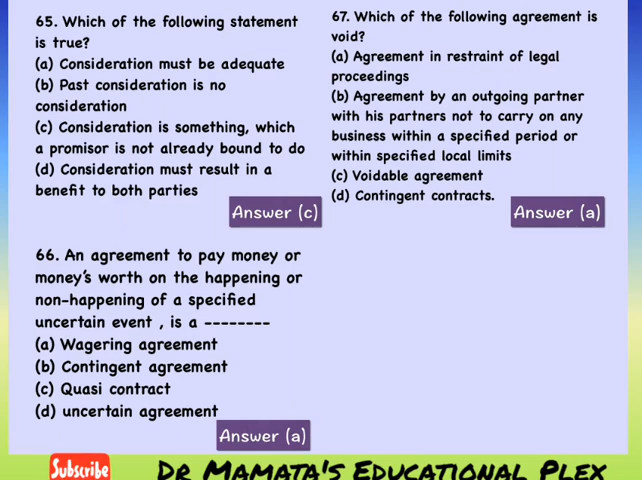 65. Which of the following statement
is true?
(a) Consideration must be adequate
(b) Past consideration is no
consideration
(c) Consideration is something, which
a promisor is not already bound to do
(d) Consideration must result in a
benefit to both parties
Answer (c)
66. An agreement to pay money or
money's worth on the happening or
non-happening of a specified
uncertain event , is a --------
(a) Wagering agreement
(b) Contingent agreement
(c) Quasi contract
(d) uncertain agreement
Answer (a)
67. Which of the following agreement is
void?
(a) Agreement in restraint of legal
proceedings
(b) Agreement by an outgoing partner
with his partners not to carry on any
business within a specified period or
within specified local limits
(c) Voidable agreement
(d) Contingent contracts.
Answer (a)
Subscribe
Dr Mamata's Educational Plex